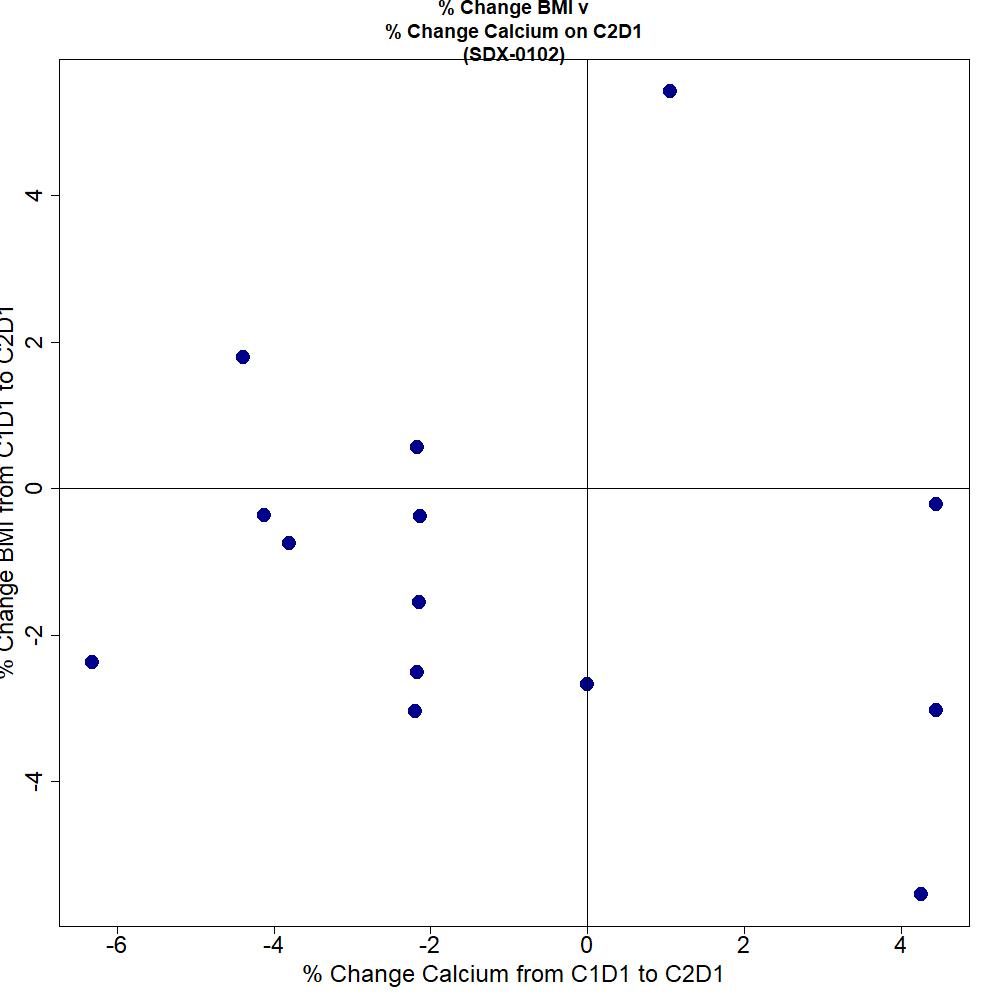 % Change BMI v
% Change Calcium on C2D1
(SDX-0102)
% Change BMI from C1D1 to C2D1
4
2
0
-2
-4
-6
-4
-2
0
2
4
% Change Calcium from C1D1 to C2D1